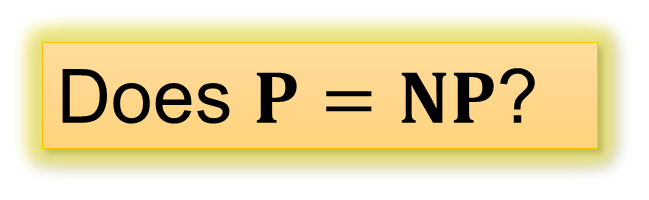 Does P = NP?